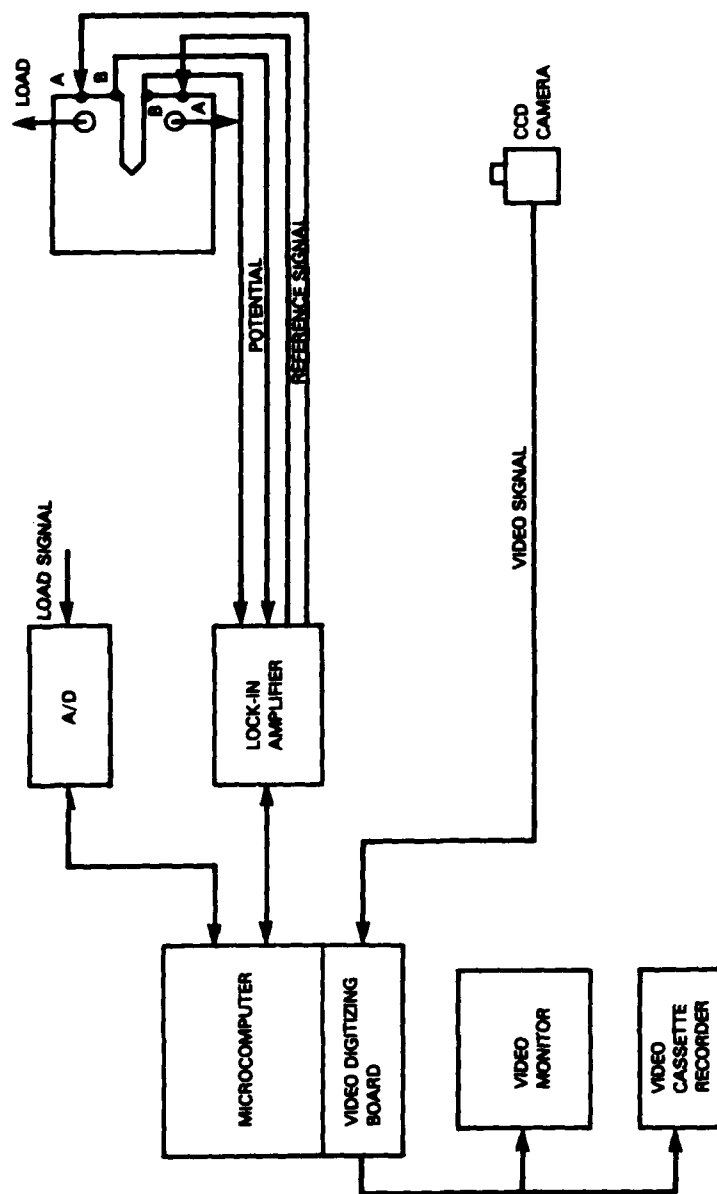 LOAD
A
B
B
A
LOAD SIGNAL
A/D
POTENTIAL
REFERENCE SIGNAL
LOCK-IN
AMPLIFIER
CCD
CAMERA
VIDEO SIGNAL
MICROCOMPUTER
VIDEO DIGITIZING
BOARD
VIDEO
MONITOR
VIDEO
CASSETTE
RECORDER